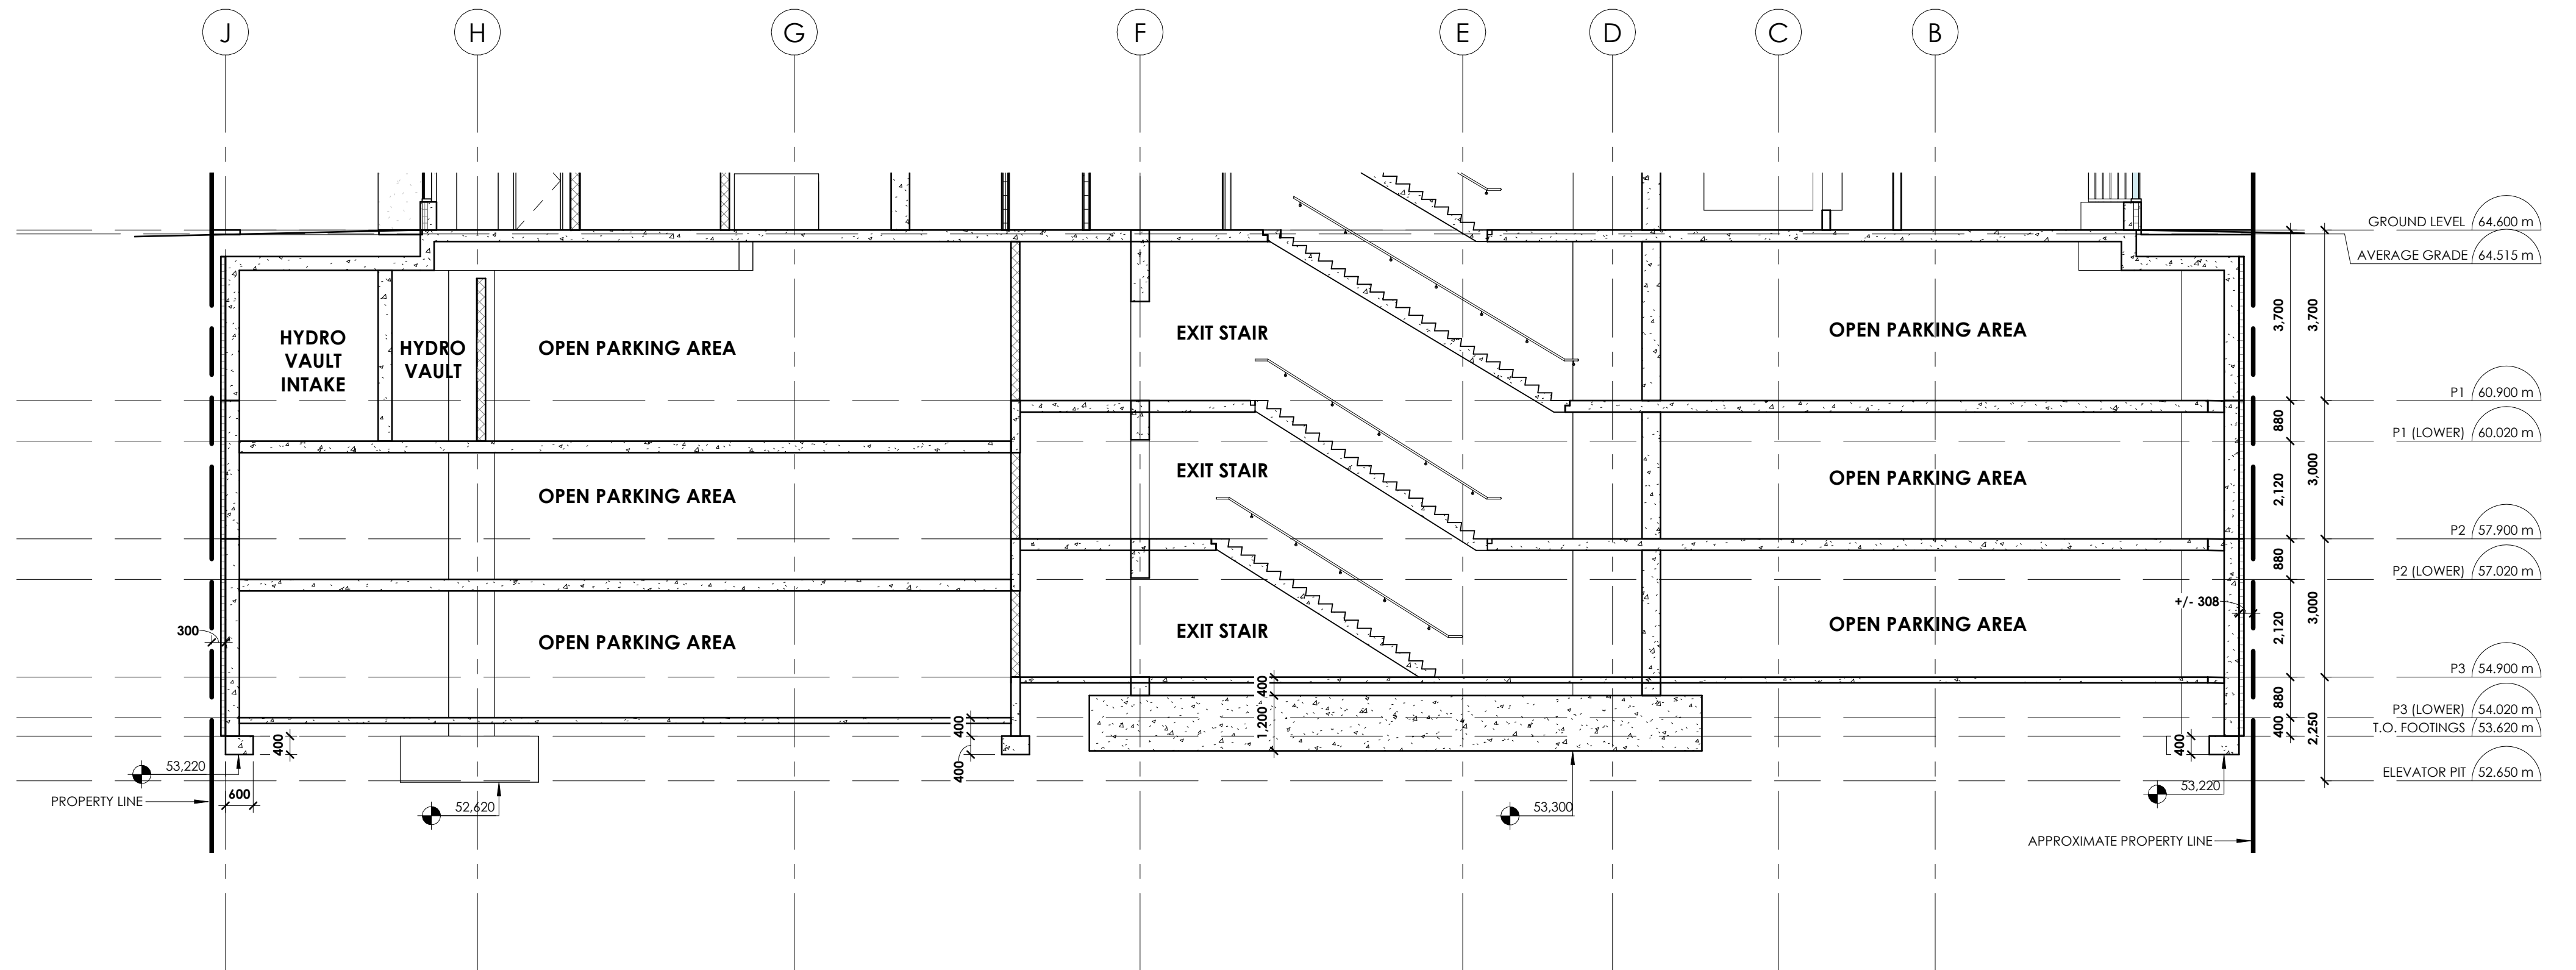 J
H
G
F
E
D
C
B
GROUND LEVEL 64.600 m
AVERAGE GRADE 64.515 m
HYDRO
VAULT
INTAKE
HYDRO
VAULT
OPEN PARKING AREA
EXIT STAIR
OPEN PARKING AREA
3,700
3,700
P1 60.900 m
880
P1 (LOWER) 60.020 m
OPEN PARKING AREA
EXIT STAIR
OPEN PARKING AREA
2,120
3,000
P2 57.900 m
880
P2 (LOWER) 57.020 m
300
OPEN PARKING AREA
EXIT STAIR
OPEN PARKING AREA
+/- 308
2,120
3,000
P3 54.900 m
400
880
P3 (LOWER) 54.020 m
400
400
1,200
400
400
400
2,250
T.O. FOOTINGS 53.620 m
53,220
ELEVATOR PIT 52.650 m
600
53,220
PROPERTY LINE
52,620
53,300
APPROXIMATE PROPERTY LINE